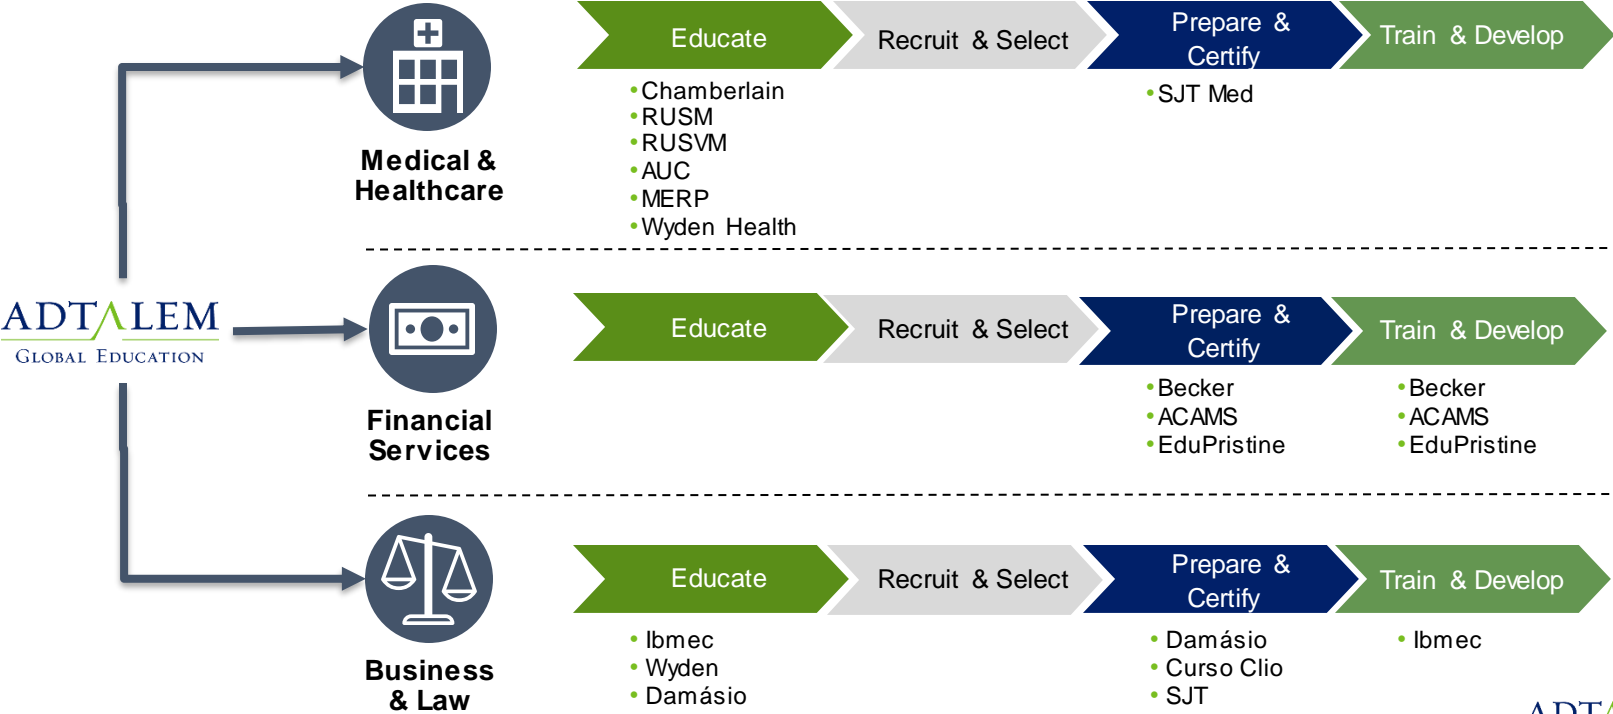 Educate
Recruit & Select
Prepare &
Certify
Train & Develop
Medical &
Healthcare
•Chamberlain
•RUSM
•RUSVM
•AUC
•MERP
•Wyden Health
•SJT Med
ADTALEM
GLOBAL EDUCATION
Financial
Services
Educate
Recruit & Select
Prepare &
Certify
Train & Develop
•Becker
•ACAMS
•EduPristine
•Becker
•ACAMS
•EduPristine
Business
& Law
Educate
Recruit & Select
Prepare &
Certify
Train & Develop
• Ibmec
• Wyden
• Damásio
• Damásio
• Curso Clio
• SJT
• Ibmec